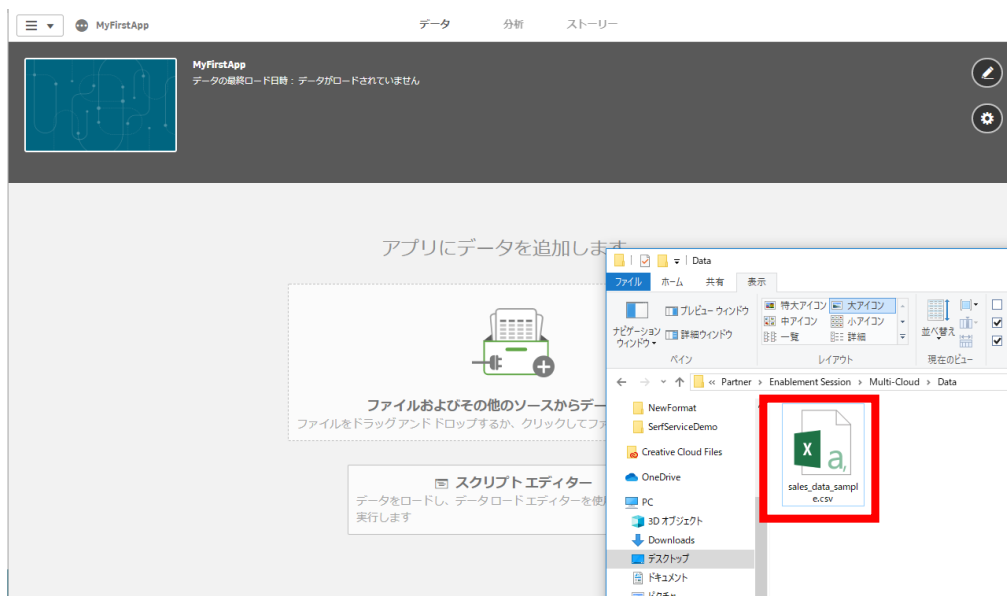 MyFirstApp
データ
分析
ストーリー
MyFirstApp
データの最終ロード日時：データがロードされていません
アプリにデータを追加します
ファイルおよびその他のソースからデー
ファイルをドラッグ アンド ドロップするか、クリックしてファ
スクリプト エディター
データをロードし、データ ロード エディターを使
実行します
Data
ファイル
ホーム
共有
表示
ナビゲーション
ウィンドウ
プレビュー ウィンドウ
詳細ウィンドウ
ペイン
特大アイコン
大アイコン
中アイコン
小アイコン
一覧
詳細
レイアウト
並べ替え
現在のビュー
« Partner › Enablement Session › Multi-Cloud › Data
NewFormat
SerfServiceDemo
Creative Cloud Files
OneDrive
PC
3D オブジェクト
Downloads
デスクトップ
ドキュメント
ピクチャ
X
a,
sales_data_sampl
e.csv